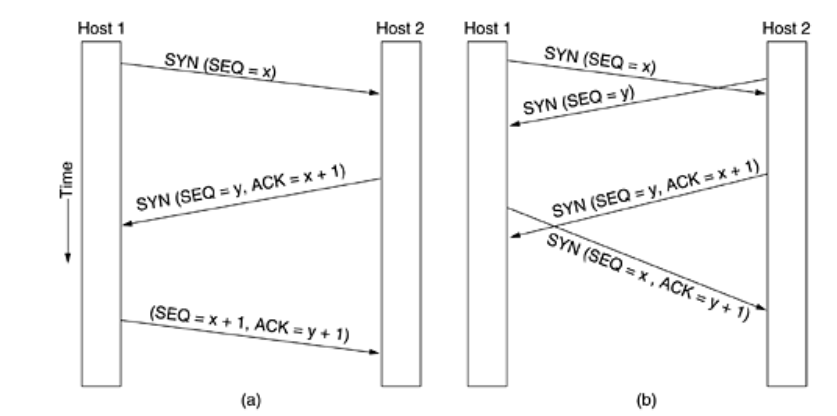 Host 1
Host 2
SYN (SEQ = x)
SYN (SEQ = y, ACK = x + 1)
(SEQ = x + 1, ACK = y + 1)
Time
(a)
Host 1
Host 2
SYN (SEQ = x)
SYN (SEQ = y)
SYN (SEQ = y, ACK = x + 1)
SYN (SEQ = x , ACK = y + 1)
(b)